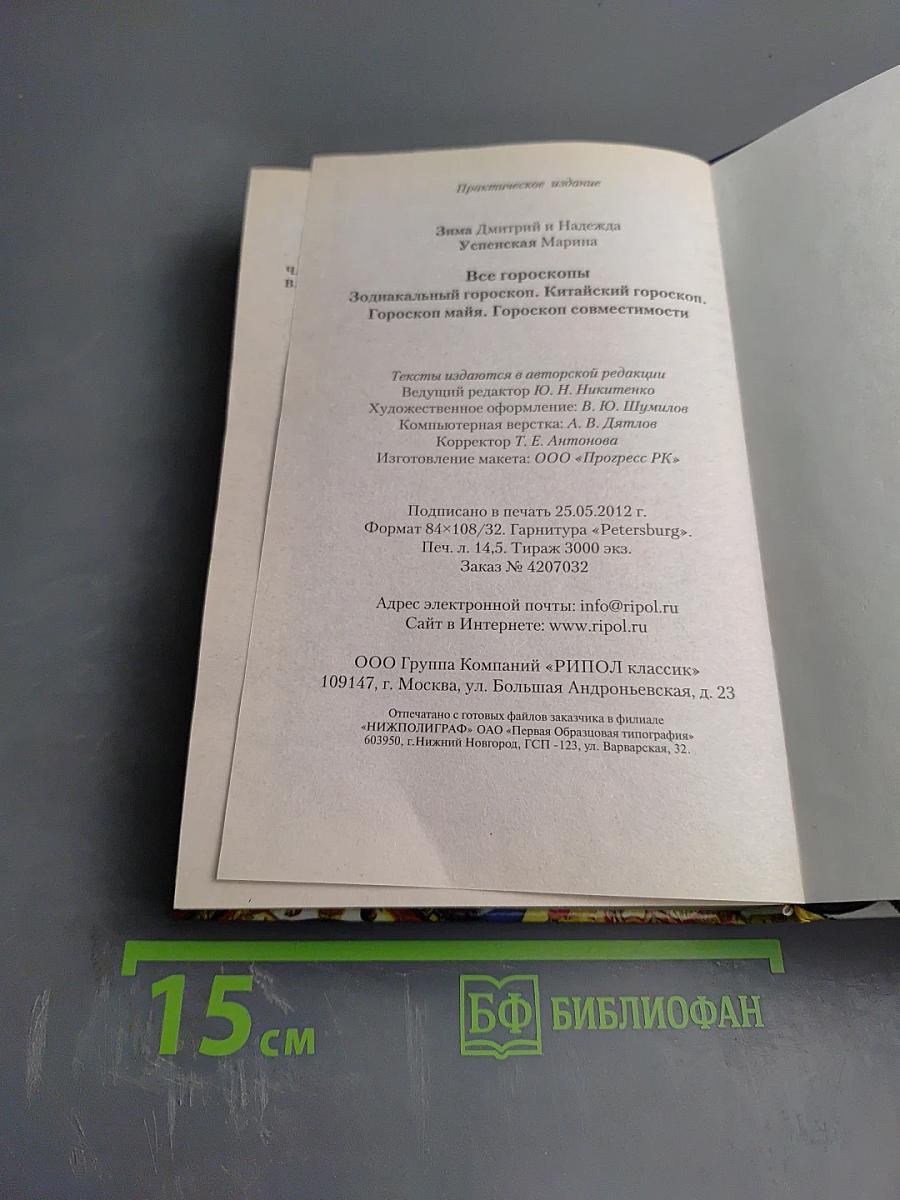 Практическое издание
Зима Дмитрий и Надежда
Успенская Марина
Все гороскопы
Зодиакальный гороскоп. Китайский гороскоп.
Гороскоп майя. Гороскоп совместимости
Тексты издаются в авторской редакции
Ведущий редактор Ю. Н. Никитенко
Художественное оформление: В. Ю. Шумилов
Компьютерная верстка: А. В. Дятлов
Корректор Т. Е. Антонова
Изготовление макета: ООО «Прогресс РК»
Подписано в печать 25.05.2012 г.
Формат 84×108/32. Гарнитура «Petersburg».
Печ. л. 14,5. Тираж 3000 экз.
Заказ № 4207032
Адрес электронной почты: info@ripol.ru
Сайт в Интернете: www.ripol.ru
ООО Группа Компаний «РИПОЛ классик»
109147, г. Москва, ул. Большая Андроньевская, д. 23
Отпечатано с готовых файлов заказчика в филиале
«НИЖПОЛИГРАФ» ОАО «Первая Образцовая типография»
603950, г.Нижний Новгород, ГСП -123, ул. Варварская, 32.
15 см
БФ БИБЛИОФАН